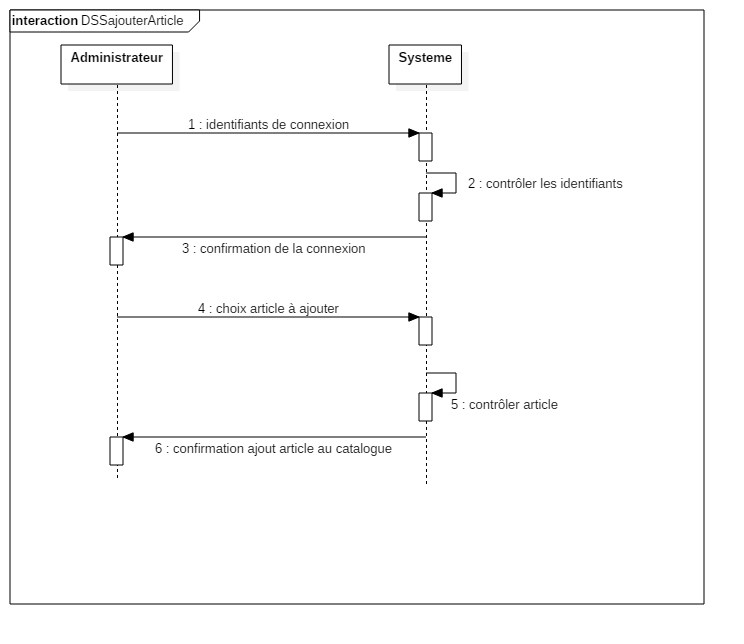 interaction DSSajouterArticle
Administrateur
Systeme
1 : identifiants de connexion
2 : contrôler les identifiants
3 : confirmation de la connexion
4 : choix article à ajouter
5 : contrôler article
6 : confirmation ajout article au catalogue